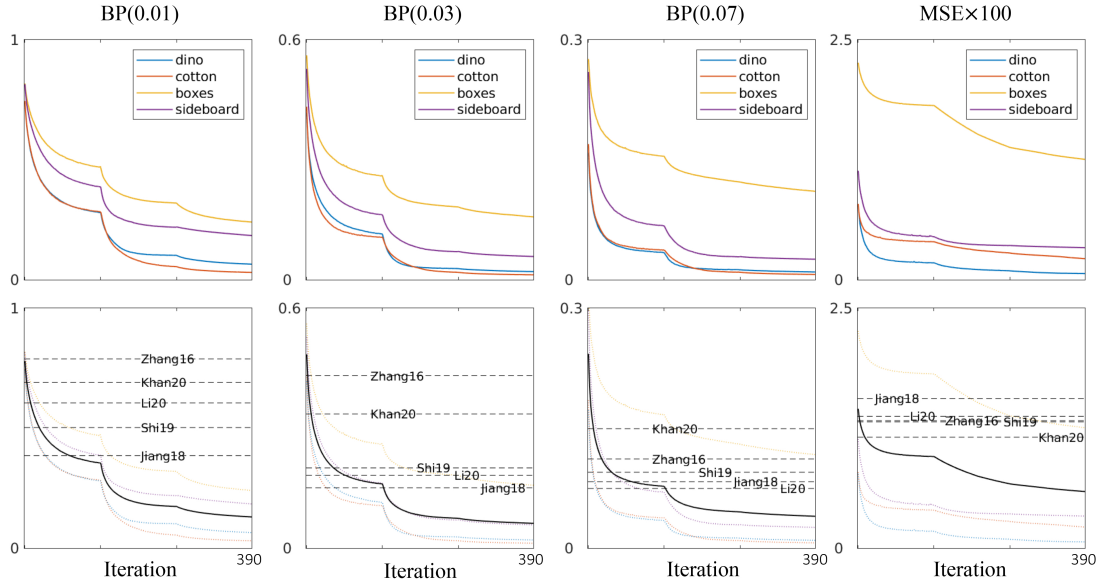 BP(0.01) BP(0.03) BP(0.07) MSE×100
1 0.6 0.3 2.5
dino dino dino dino
cotton cotton cotton cotton
boxes boxes boxes boxes
sideboard sideboard sideboard sideboard
0 0 0 0
1 0.6 0.3 2.5
Zhang16
Khan20
Li20
Shi19
Jiang18
Zhang16
Khan20
Shi19
Li20
Jiang18
Khan20
Zhang16
Shi19
Jiang18
Li20
Jiang18
Li20
Zhang16
Shi19
Khan20
0 390 0 390 0 390 0 390
Iteration Iteration Iteration Iteration